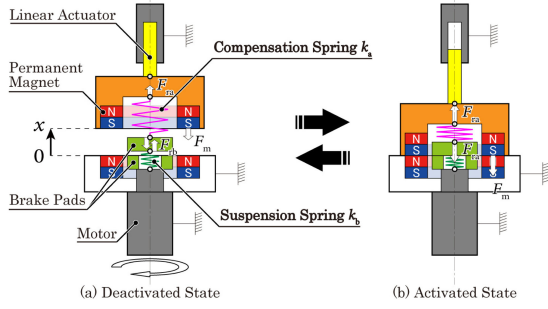 Linear Actuator
Compensation Spring ka
Permanent
Magnet
Fra
N N
S S
x
Fm
Frb
0
N N
S S
Brake Pads
Suspension Spring kb
Motor
(a) Deactivated State
Fra
N N
S S
Fra
N N
S S
Fm
(b) Activated State